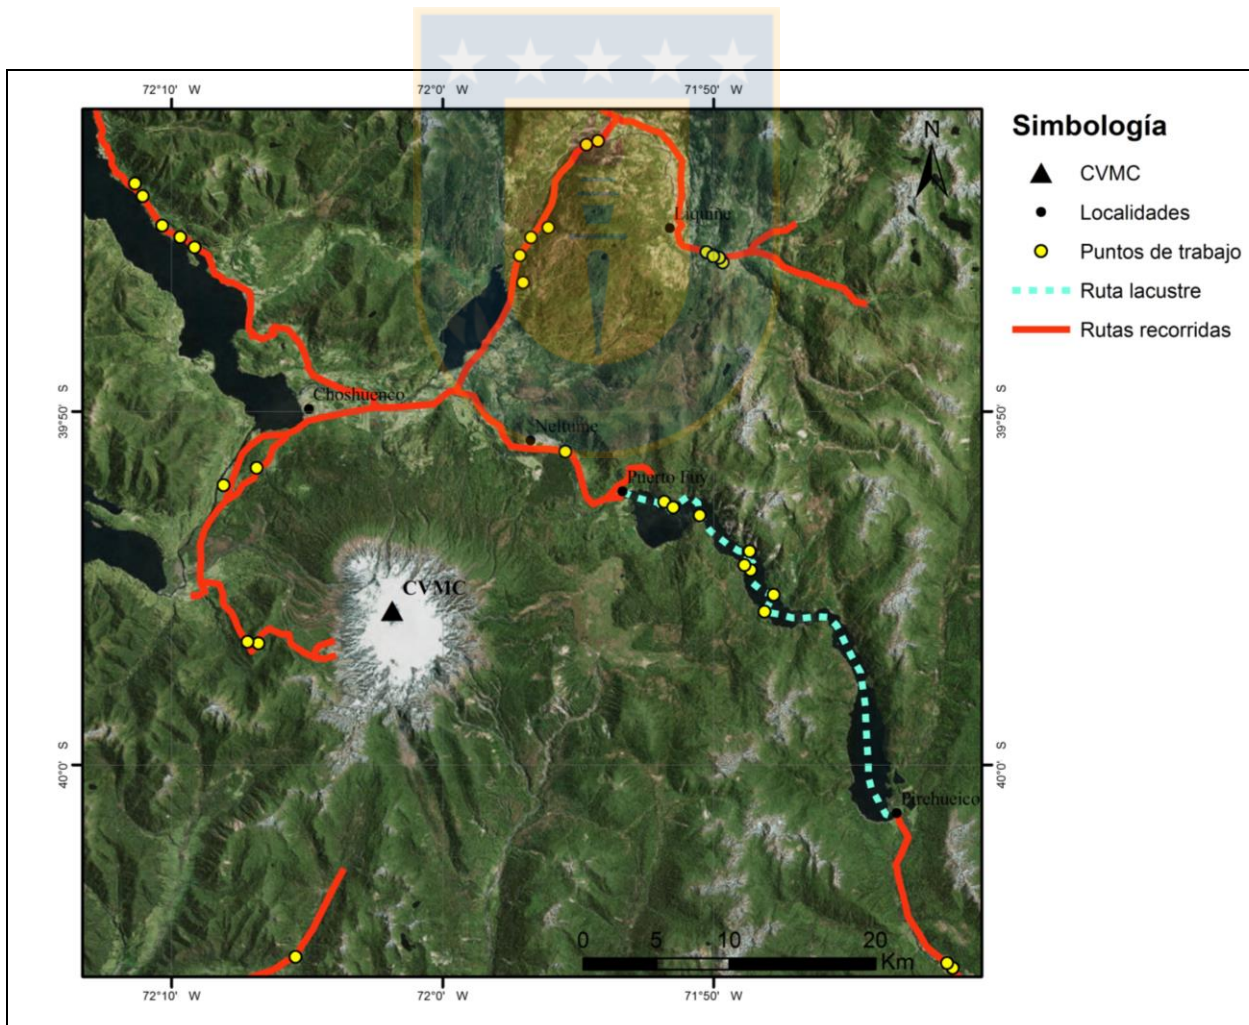 72°10' W
72°0' W
71°50' W
Simbología
N
CVMC
Localidades
Puntos de trabajo
Ruta lacustre
Rutas recorridas
Liquiñe
39°50' S
39°50' S
Choshuenco
Neltume
Puerto Fuy
CVMC
40°0' S
40°0' S
Pirehueico
0 5 10 20
Km
72°10' W
72°0' W
71°50' W